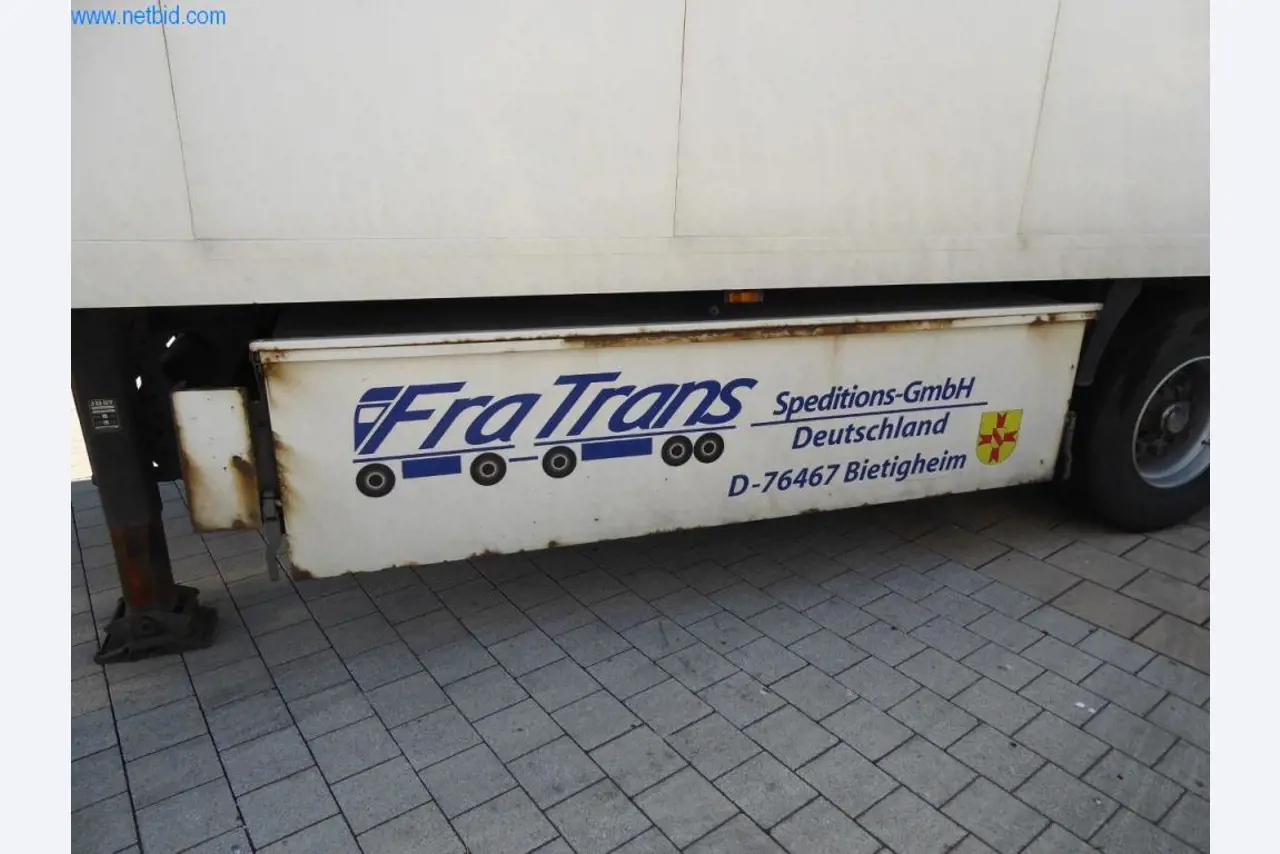 www.netbid.com
FraTrans
Speditions-GmbH
Deutschland
D-76467 Bietigheim